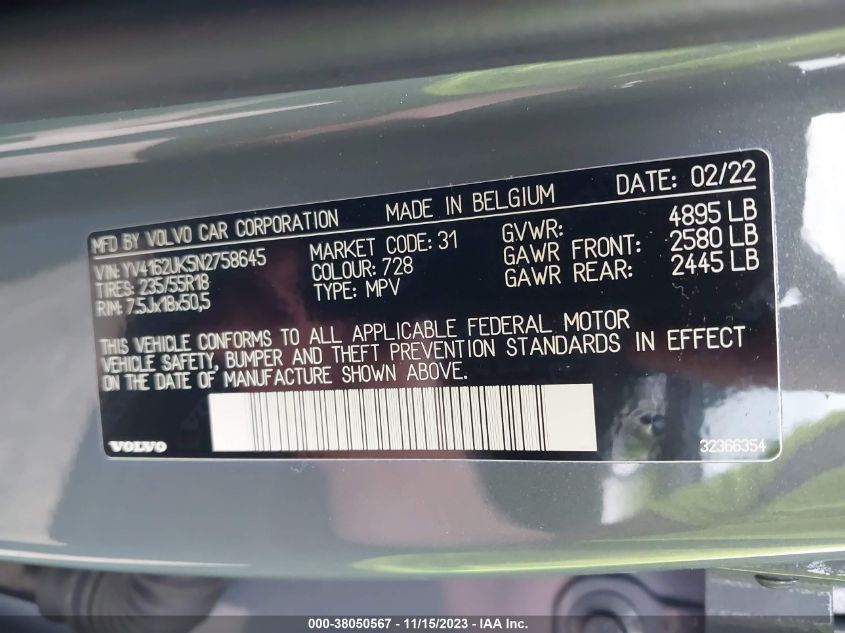 MFD BY VOLVO CAR CORPORATION MADE IN BELGIUM DATE: 02/22
VIN: YV4162UK5N2758645 MARKET CODE: 31 GVWR: 4895 LB
TIRES: 235/55R18 COLOUR: 728 GAWR FRONT: 2580 LB
RIM: 7.5Jx18x50,5 TYPE: MPV GAWR REAR: 2445 LB
THIS VEHICLE CONFORMS TO ALL APPLICABLE FEDERAL MOTOR
VEHICLE SAFETY, BUMPER AND THEFT PREVENTION STANDARDS IN EFFECT
ON THE DATE OF MANUFACTURE SHOWN ABOVE.
VOLVO 32366354
000-38050567 - 11/15/2023 - IAA Inc.